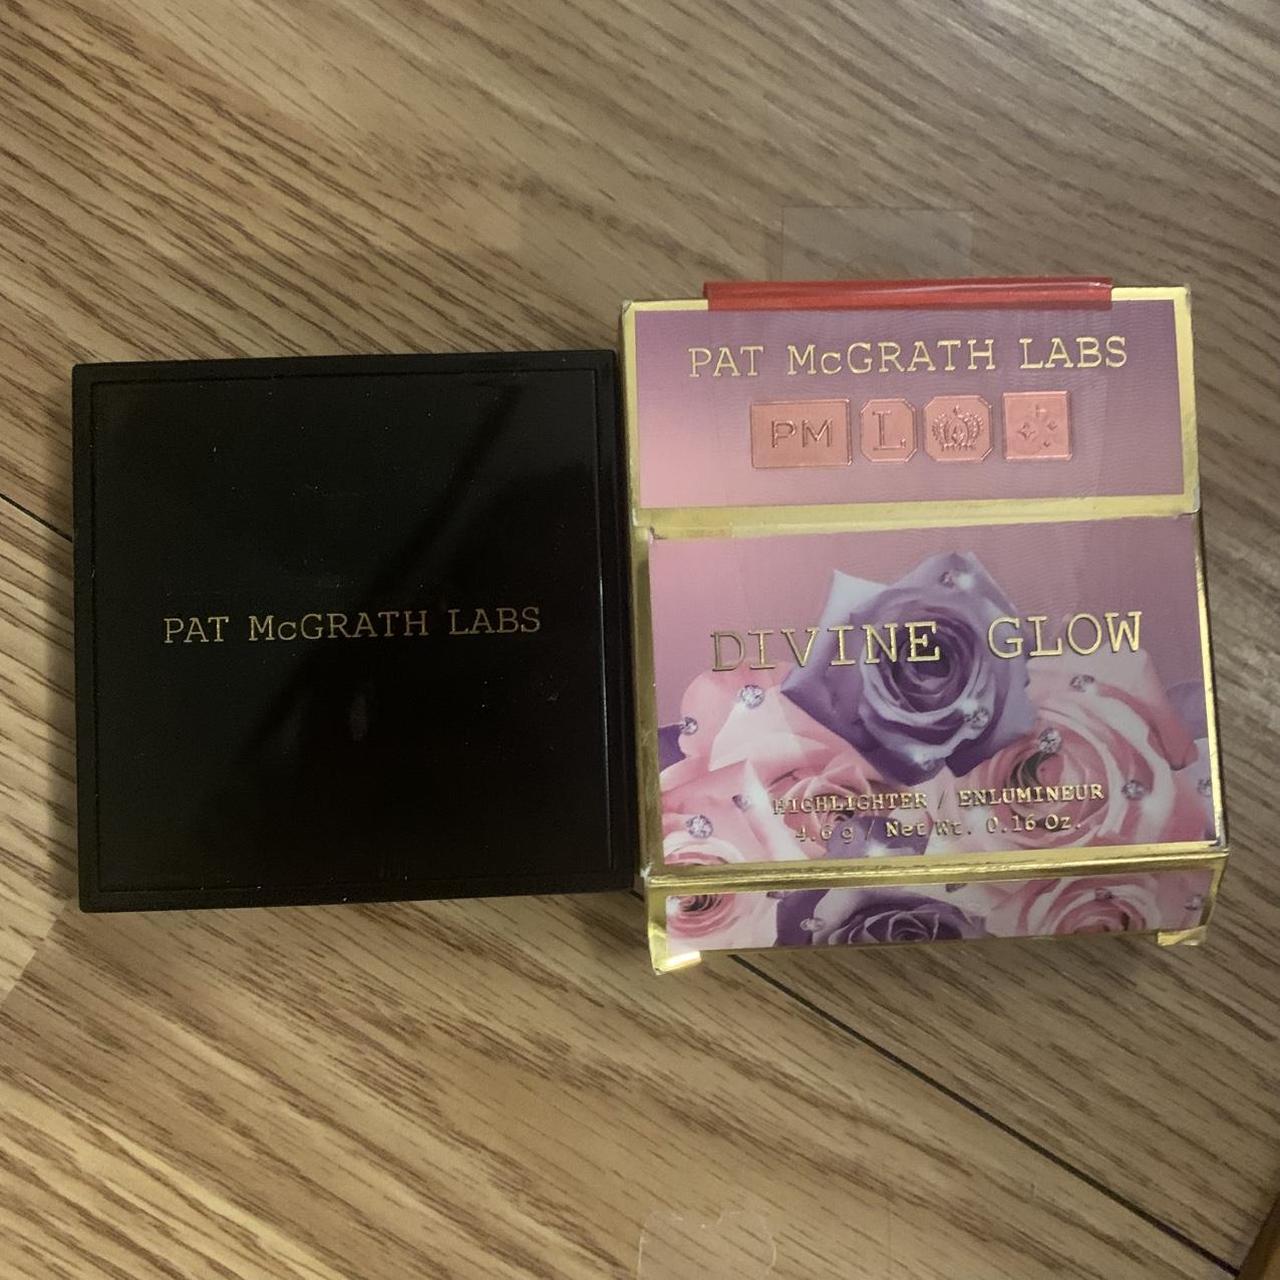 PAT McGRATH LABS
PAT McGRATH LABS
PM L
DIVINE GLOW
HIGHLIGHTER / ENLUMINEUR
4.6 g / Net Wt. 0.16 Oz.